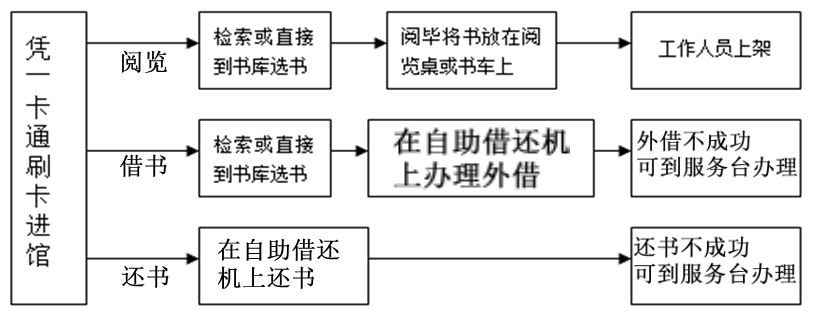 凭一卡通刷卡进馆
阅览
检索或直接
到书库选书
阅毕将书放在阅
览桌或书车上
工作人员上架
借书
检索或直接
到书库选书
在自助借还机
上办理外借
外借不成功
可到服务台办理
还书
在自助借还
机上还书
还书不成功
可到服务台办理